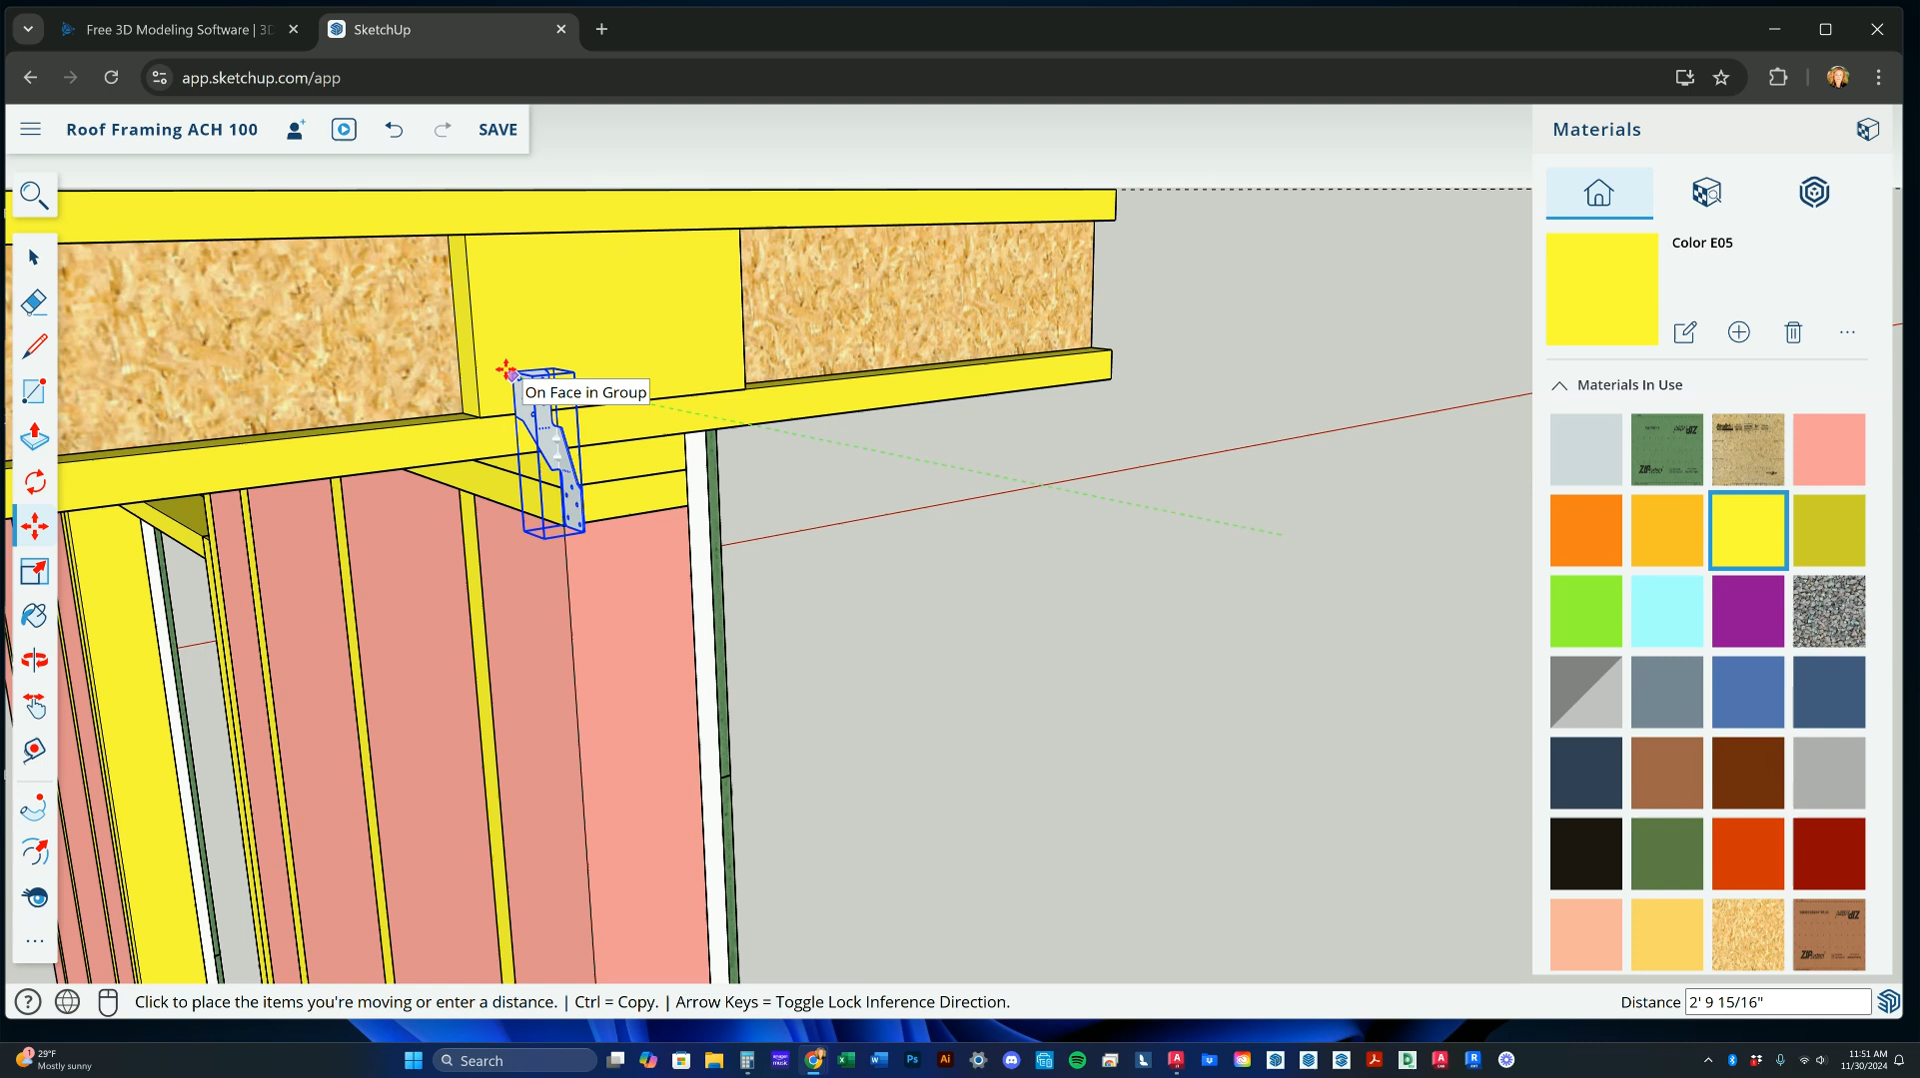 Free 3D Modeling Software | 3D
SketchUp
app.sketchup.com/app
Roof Framing ACH 100
SAVE
Materials
Color E05
On Face in Group
Materials In Use
Click to place the items you're moving or enter a distance. | Ctrl = Copy. | Arrow Keys = Toggle Lock Inference Direction.
Distance 2' 9 15/16"
29°F
Mostly sunny
Search
11:51 AM
11/30/2024